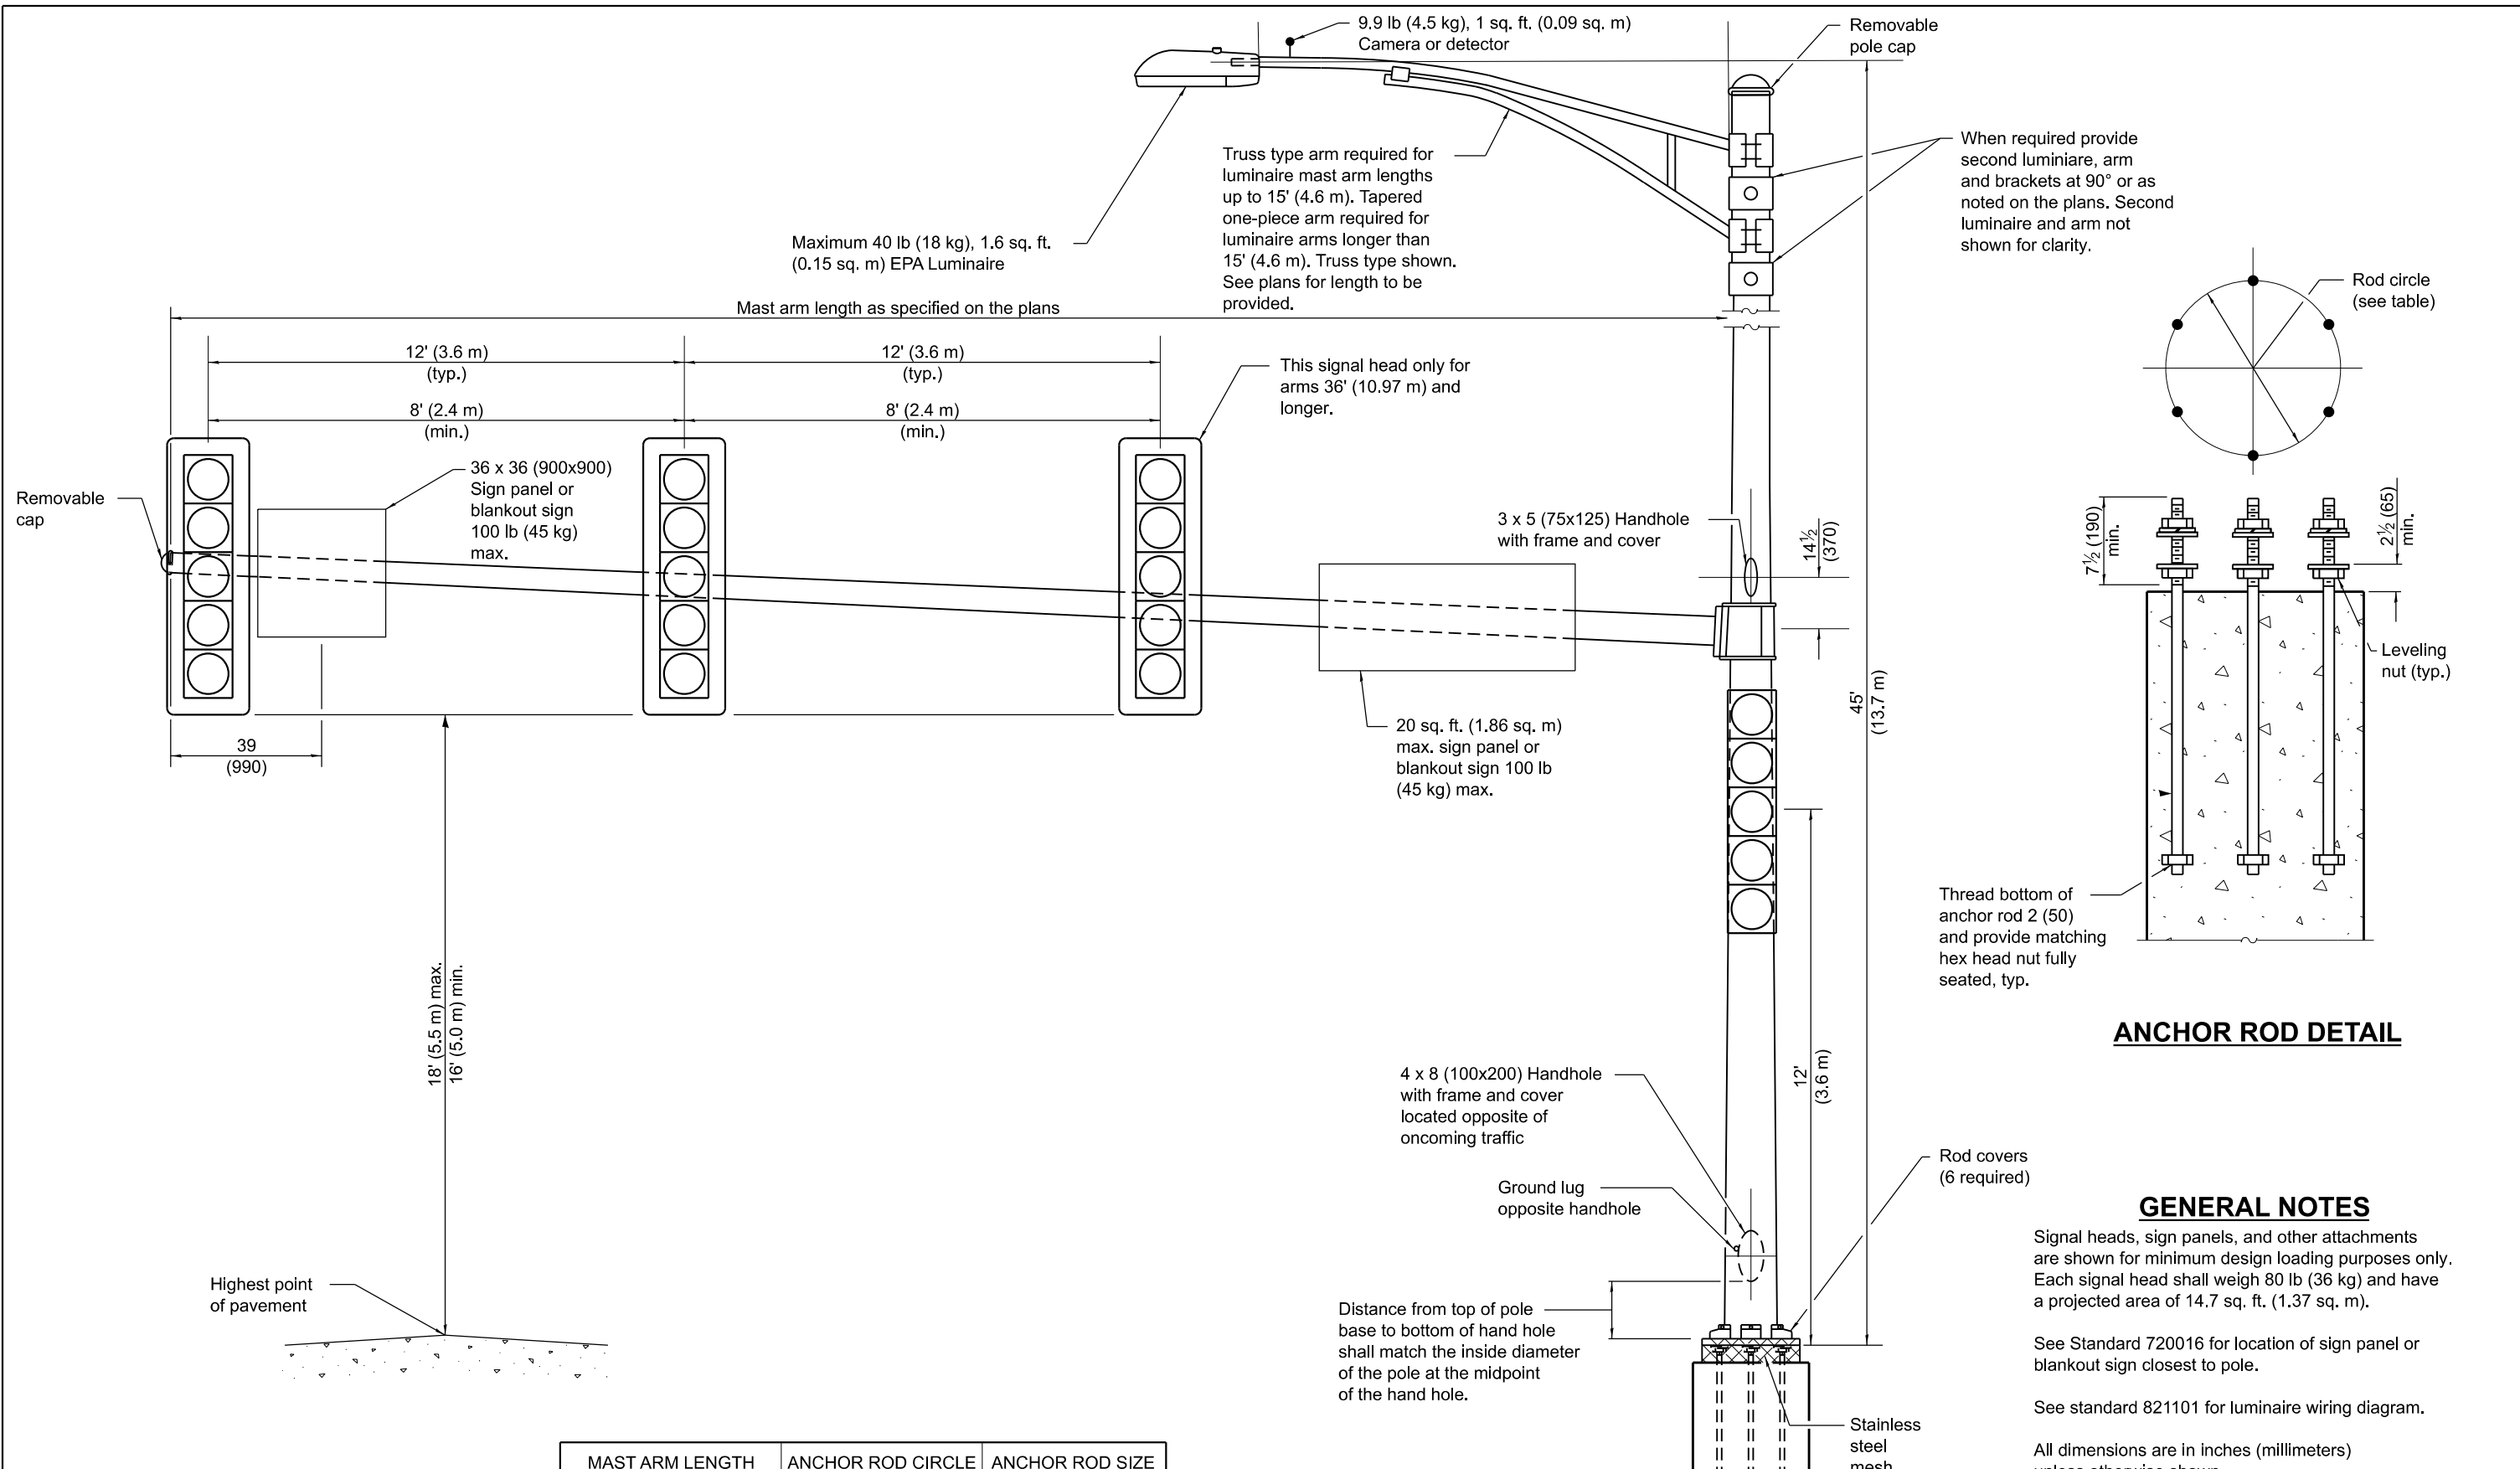 9.9 lb (4.5 kg), 1 sq. ft. (0.09 sq. m)
Camera or detector
Removable
pole cap
When required provide
second luminiare, arm
and brackets at 90° or as
noted on the plans. Second
luminaire and arm not
shown for clarity.
Truss type arm required for
luminaire mast arm lengths
up to 15' (4.6 m). Tapered
one-piece arm required for
luminaire arms longer than
15' (4.6 m). Truss type shown.
See plans for length to be
provided.
Maximum 40 lb (18 kg), 1.6 sq. ft.
(0.15 sq. m) EPA Luminaire
Mast arm length as specified on the plans
12' (3.6 m)
(typ.)
12' (3.6 m)
(typ.)
8' (2.4 m)
(min.)
8' (2.4 m)
(min.)
This signal head only for
arms 36' (10.97 m) and
longer.
Rod circle
(see table)
Removable
cap
36 x 36 (900x900)
Sign panel or
blankout sign
100 lb (45 kg)
max.
3 x 5 (75x125) Handhole
with frame and cover
14½
(370)
7½ (190)
min.
2½ (65)
min.
Leveling
nut (typ.)
39
(990)
20 sq. ft. (1.86 sq. m)
max. sign panel or
blankout sign 100 lb
(45 kg) max.
45'
(13.7 m)
Thread bottom of
anchor rod 2 (50)
and provide matching
hex head nut fully
seated, typ.
ANCHOR ROD DETAIL
18' (5.5 m) max.
16' (5.0 m) min.
12'
(3.6 m)
4 x 8 (100x200) Handhole
with frame and cover
located opposite of
oncoming traffic
Ground lug
opposite handhole
Rod covers
(6 required)
Highest point
of pavement
Distance from top of pole
base to bottom of hand hole
shall match the inside diameter
of the pole at the midpoint
of the hand hole.
GENERAL NOTES
Signal heads, sign panels, and other attachments
are shown for minimum design loading purposes only.
Each signal head shall weigh 80 lb (36 kg) and have
a projected area of 14.7 sq. ft. (1.37 sq. m).
See Standard 720016 for location of sign panel or
blankout sign closest to pole.
See standard 821101 for luminaire wiring diagram.
All dimensions are in inches (millimeters)
unless otherwise shown.
Stainless
steel
mesh
MAST ARM LENGTH
ANCHOR ROD CIRCLE
ANCHOR ROD SIZE